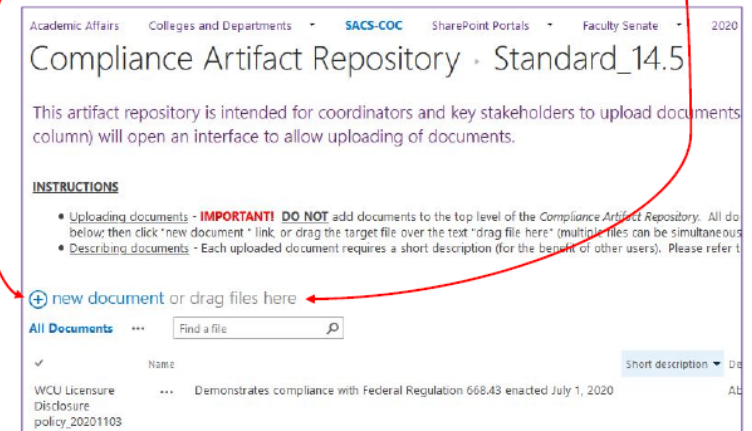 Academic Affairs Colleges and Departments SACS-COC SharePoint Portals Faculty Senate 2020
Compliance Artifact Repository › Standard_14.5
This artifact repository is intended for coordinators and key stakeholders to upload documents
column) will open an interface to allow uploading of documents.
INSTRUCTIONS
• Uploading documents - IMPORTANT! DO NOT add documents to the top level of the Compliance Artifact Repository. All do
below; then click "new document " link, or drag the target file over the text "drag file here" (multiple files can be simultaneous
• Describing documents - Each uploaded document requires a short description (for the benefit of other users). Please refer t
new document or drag files here
All Documents ... Find a file
Name Short description De
WCU Licensure ... Demonstrates compliance with Federal Regulation 668.43 enacted July 1, 2020 Ab
Disclosure
policy_20201103